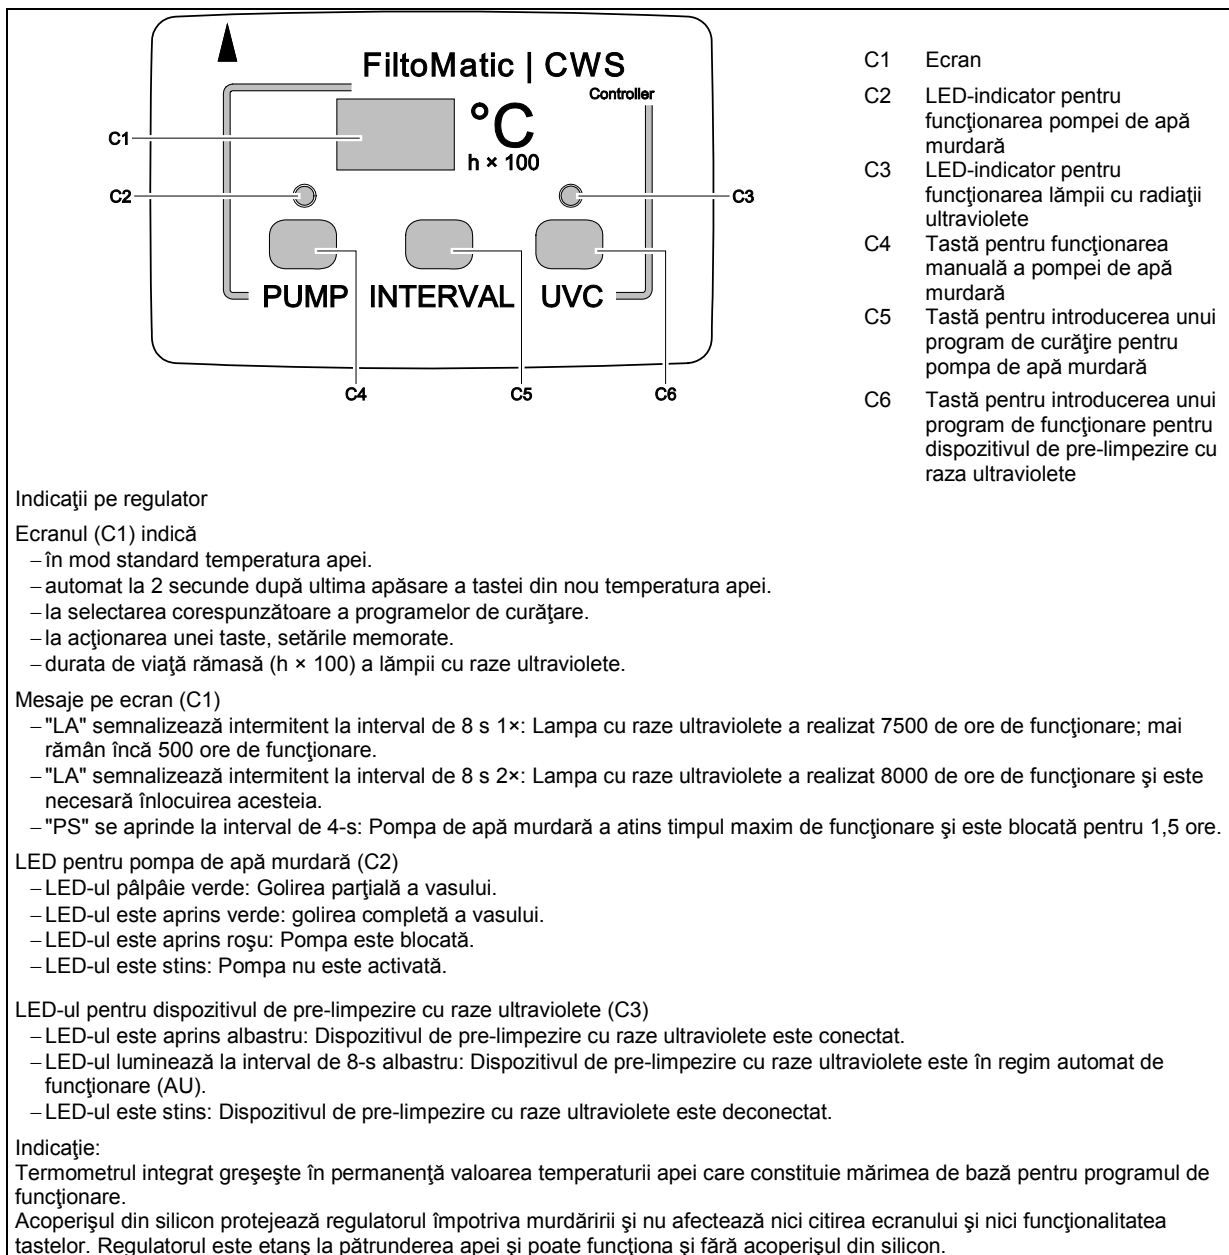 FiltoMatic | CWS
Controller
°C
h × 100
C1
C2
C3
PUMP INTERVAL UVC
C4
C5
C6
C1 Ecran
C2 LED-indicator pentru
funcţionarea pompei de apă
murdară
C3 LED-indicator pentru
funcţionarea lămpii cu radiaţii
ultraviolete
C4 Tastă pentru funcţionarea
manuală a pompei de apă
murdară
C5 Tastă pentru introducerea unui
program de curăţire pentru
pompa de apă murdară
C6 Tastă pentru introducerea unui
program de funcţionare pentru
dispozitivul de pre-limpezire cu
raza ultraviolete
Indicaţii pe regulator
Ecranul (C1) indică
– în mod standard temperatura apei.
– automat la 2 secunde după ultima apăsare a tastei din nou temperatura apei.
– la selectarea corespunzătoare a programelor de curăţare.
– la acţionarea unei taste, setările memorate.
– durata de viaţă rămasă (h × 100) a lămpii cu raze ultraviolete.
Mesaje pe ecran (C1)
– "LA" semnalizează intermitent la interval de 8 s 1×: Lampa cu raze ultraviolete a realizat 7500 de ore de funcţionare; mai
rămân încă 500 ore de funcţionare.
– "LA" semnalizează intermitent la interval de 8 s 2×: Lampa cu raze ultraviolete a realizat 8000 de ore de funcţionare şi este
necesară înlocuirea acesteia.
– "PS" se aprinde la interval de 4-s: Pompa de apă murdară a atins timpul maxim de funcţionare şi este blocată pentru 1,5 ore.
LED pentru pompa de apă murdară (C2)
– LED-ul pâlpâie verde: Golirea parţială a vasului.
– LED-ul este aprins verde: golirea completă a vasului.
– LED-ul este aprins roşu: Pompa este blocată.
– LED-ul este stins: Pompa nu este activată.
LED-ul pentru dispozitivul de pre-limpezire cu raze ultraviolete (C3)
– LED-ul este aprins albastru: Dispozitivul de pre-limpezire cu raze ultraviolete este conectat.
– LED-ul luminează la interval de 8-s albastru: Dispozitivul de pre-limpezire cu raze ultraviolete este în regim automat de
funcţionare (AU).
– LED-ul este stins: Dispozitivul de pre-limpezire cu raze ultraviolete este deconectat.
Indicaţie:
Termometrul integrat greşeşte în permanenţă valoarea temperaturii apei care constituie mărimea de bază pentru programul de
funcţionare.
Acoperişul din silicon protejează regulatorul împotriva murdăririi şi nu afectează nici citirea ecranului şi nici funcţionalitatea
tastelor. Regulatorul este etanş la pătrunderea apei şi poate funcţiona şi fără acoperişul din silicon.